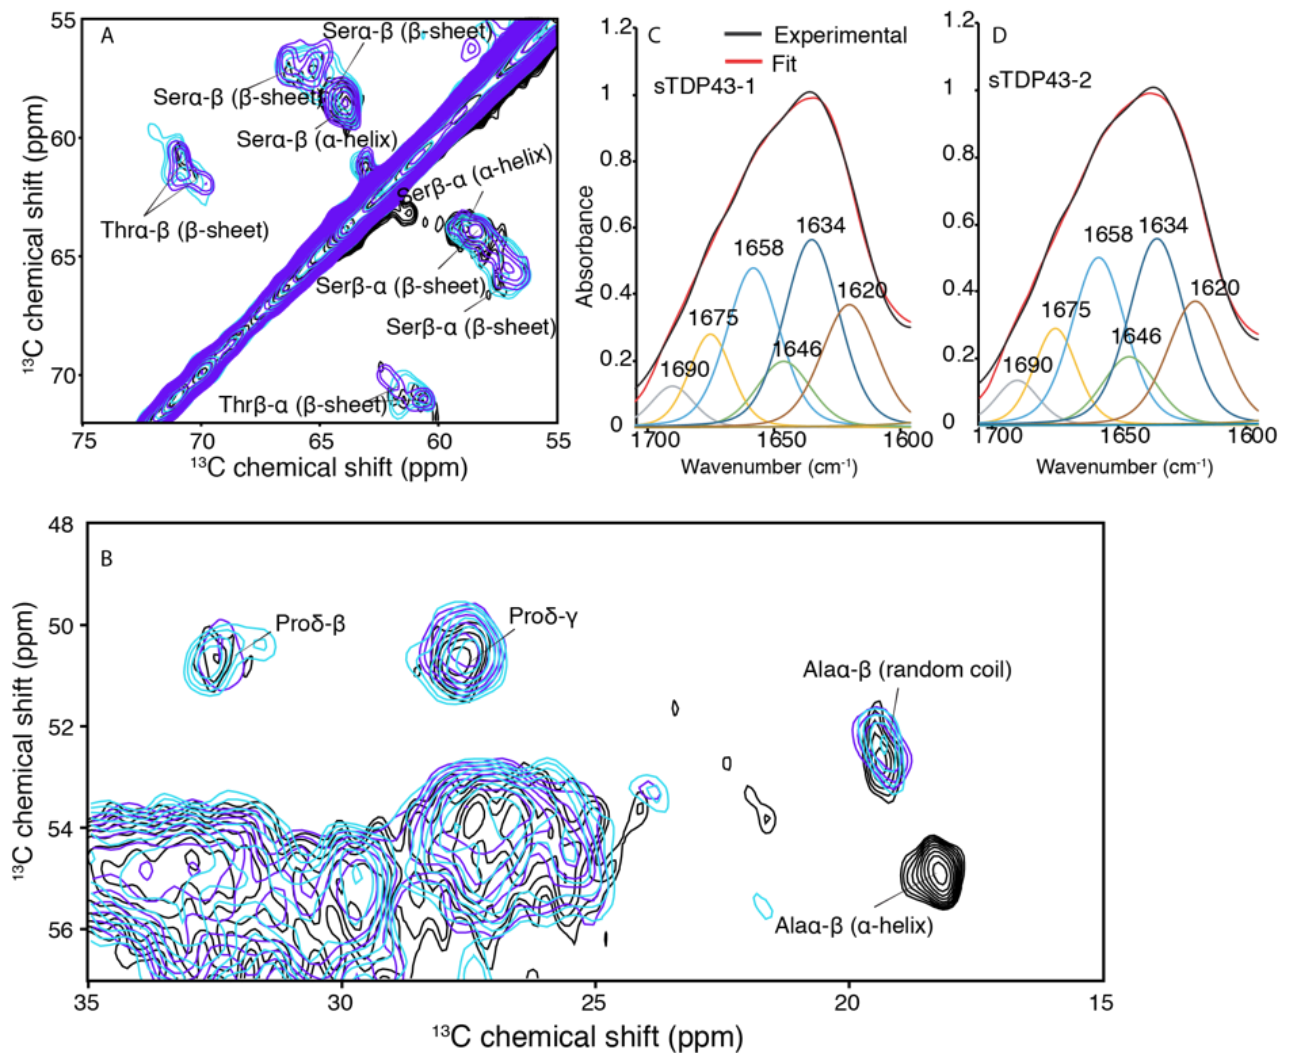 A
55
60
65
70
75
70
65
60
55
13C chemical shift (ppm)
13C chemical shift (ppm)
Serα-β (β-sheet)
Serα-β (β-sheet)
Serα-β (α-helix)
Thrα-β (β-sheet)
Serβ-α (α-helix)
Serβ-α (β-sheet)
Serβ-α (β-sheet)
Thrβ-α (β-sheet)
C
Experimental
Fit
sTDP43-1
1.2
1
0.8
0.6
0.4
0.2
0
Absorbance
1634
1658
1620
1675
1646
1690
1700
1650
1600
Wavenumber (cm-1)
D
sTDP43-2
1.2
1
0.8
0.6
0.4
0.2
0
1634
1658
1620
1675
1646
1690
1700
1650
1600
Wavenumber (cm-1)
B
48
50
52
54
56
13C chemical shift (ppm)
Proδ-β
Proδ-γ
Alaα-β (random coil)
Alaα-β (α-helix)
35
30
25
20
15
13C chemical shift (ppm)